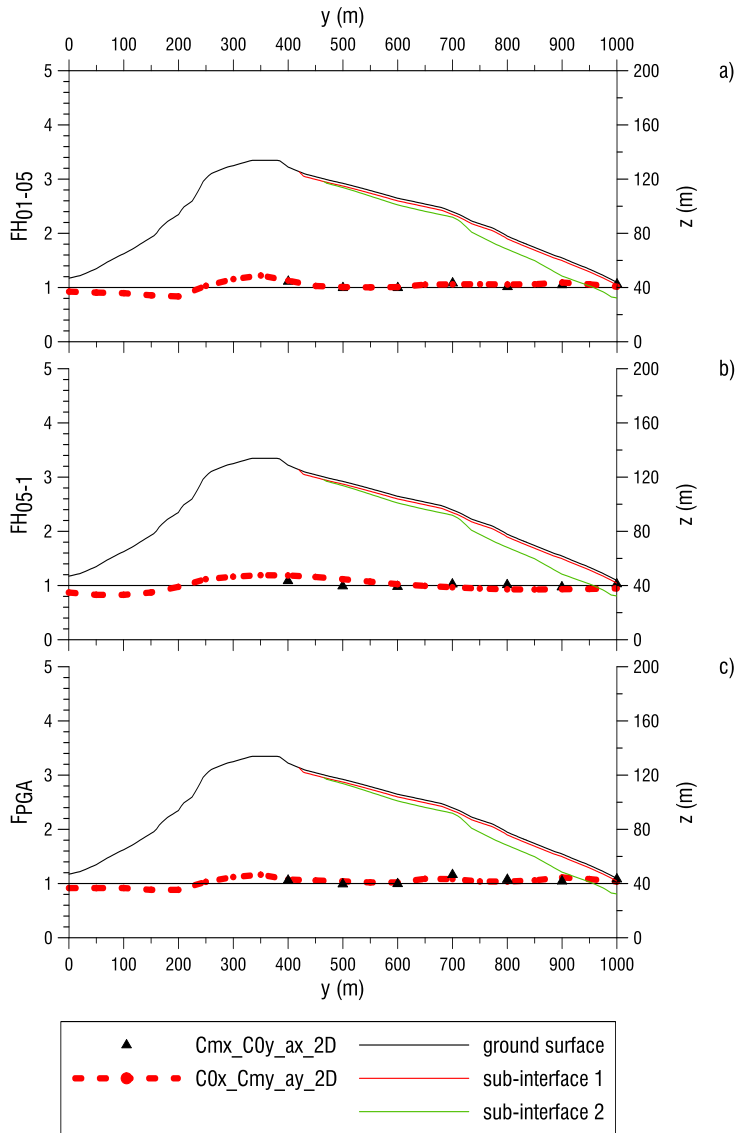 y (m)
0 100 200 300 400 500 600 700 800 900 1000
a)
5 4 3 2 1 0
FH01-05
200 160 120 80 40 0
z (m)
b)
5 4 3 2 1 0
FH05-1
200 160 120 80 40 0
z (m)
c)
5 4 3 2 1 0
FPGA
200 160 120 80 40 0
z (m)
0 100 200 300 400 500 600 700 800 900 1000
y (m)
Cmx_C0y_ax_2D
C0x_Cmy_ay_2D
ground surface
sub-interface 1
sub-interface 2